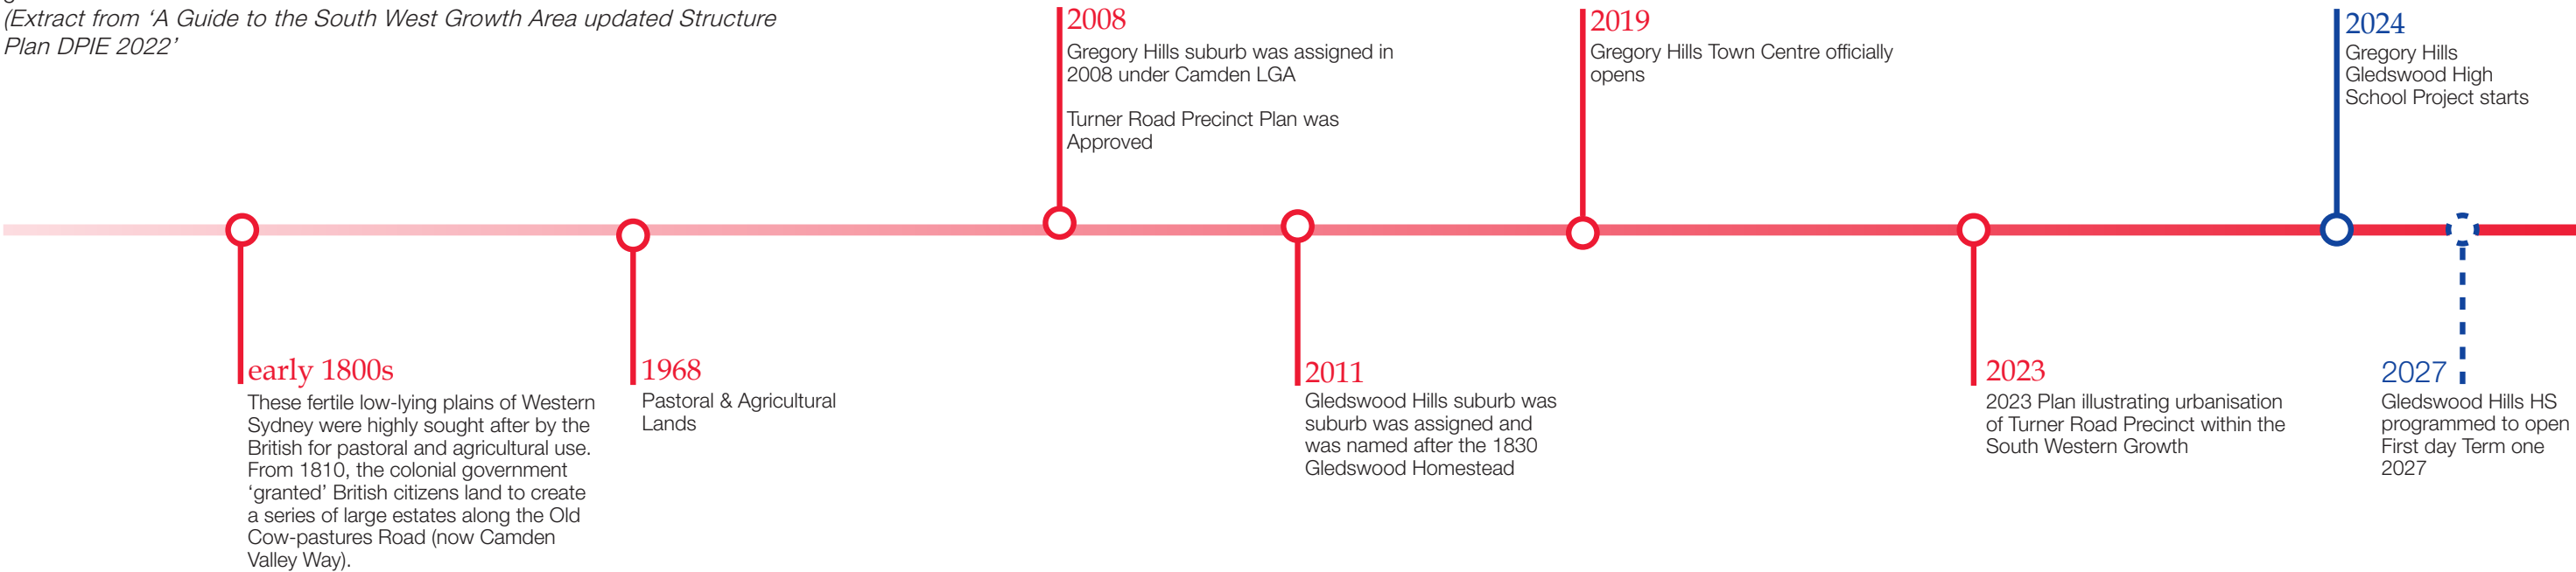 (Extract from ‘A Guide to the South West Growth Area updated Structure
Plan DPIE 2022’
2008
Gregory Hills suburb was assigned in
2008 under Camden LGA
Turner Road Precinct Plan was
Approved
2019
Gregory Hills Town Centre officially
opens
2024
Gregory Hills
Gledswood High
School Project starts
early 1800s
These fertile low-lying plains of Western
Sydney were highly sought after by the
British for pastoral and agricultural use.
From 1810, the colonial government
‘granted’ British citizens land to create
a series of large estates along the Old
Cow-pastures Road (now Camden
Valley Way).
1968
Pastoral & Agricultural
Lands
2011
Gledswood Hills suburb was
suburb was assigned and
was named after the 1830
Gledswood Homestead
2023
2023 Plan illustrating urbanisation
of Turner Road Precinct within the
South Western Growth
2027
Gledswood Hills HS
programmed to open
First day Term one
2027